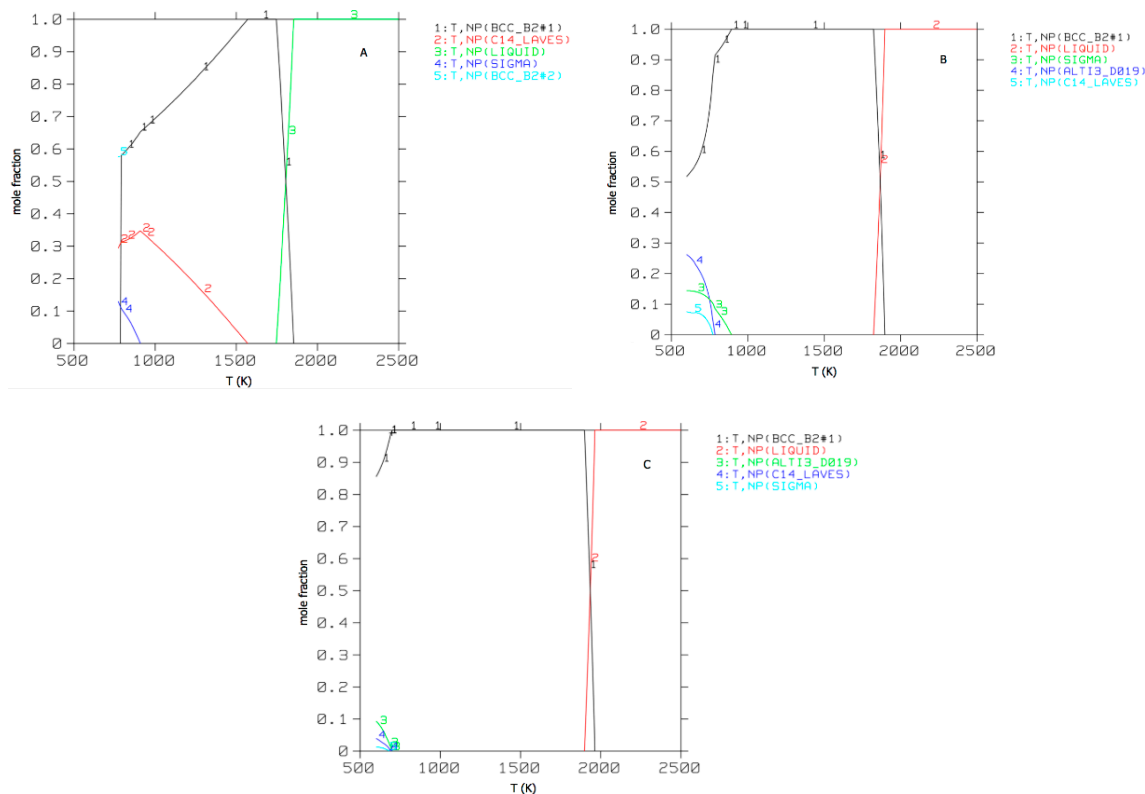 A
1:T,NP(BCC_B2#1)
2:T,NP(C14_LAVES)
3:T,NP(LIQUID)
4:T,NP(SIGMA)
5:T,NP(BCC_B2#2)
mole fraction
1.0
0.9
0.8
0.7
0.6
0.5
0.4
0.3
0.2
0.1
0
500 1000 1500 2000 2500
T (K)
B
1:T,NP(BCC_B2#1)
2:T,NP(LIQUID)
3:T,NP(SIGMA)
4:T,NP(ALTI3_D019)
5:T,NP(C14_LAVES)
mole fraction
1.0
0.9
0.8
0.7
0.6
0.5
0.4
0.3
0.2
0.1
0
500 1000 1500 2000 2500
T (K)
C
1:T,NP(BCC_B2#1)
2:T,NP(LIQUID)
3:T,NP(ALTI3_D019)
4:T,NP(C14_LAVES)
5:T,NP(SIGMA)
mole fraction
1.0
0.9
0.8
0.7
0.6
0.5
0.4
0.3
0.2
0.1
0
500 1000 1500 2000 2500
T (K)